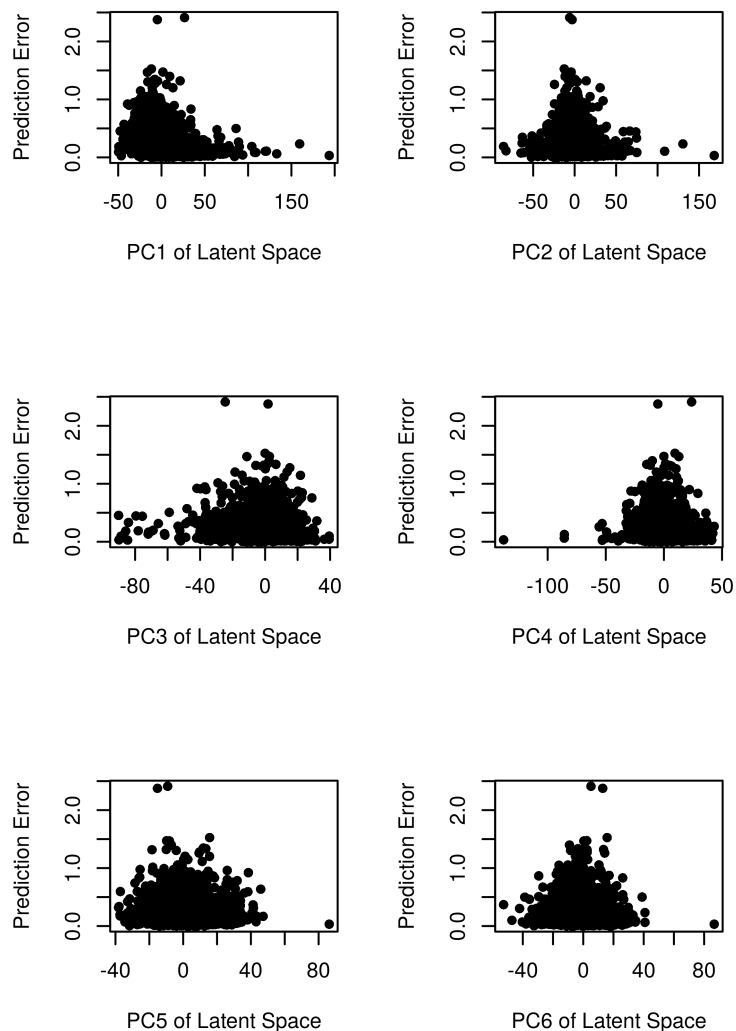 Prediction Error
0.0 1.0 2.0
-50 0 50 150
PC1 of Latent Space
Prediction Error
0.0 1.0 2.0
-50 0 50 150
PC2 of Latent Space
Prediction Error
0.0 1.0 2.0
-80 -40 0 40
PC3 of Latent Space
Prediction Error
0.0 1.0 2.0
-100 -50 0 50
PC4 of Latent Space
Prediction Error
0.0 1.0 2.0
-40 0 40 80
PC5 of Latent Space
Prediction Error
0.0 1.0 2.0
-40 0 40 80
PC6 of Latent Space